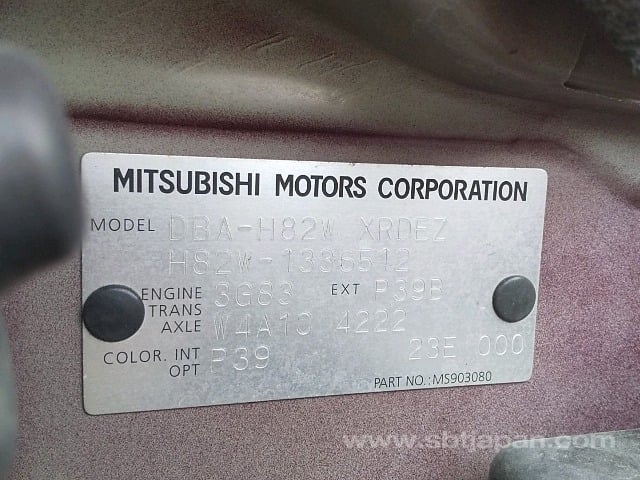 MITSUBISHI MOTORS CORPORATION
MODEL DBA-H82W XRDEZ
H82W-1336512
ENGINE 3G83 EXT P39B
TRANS
AXLE W4A1C 4222
COLOR. INT P39 23E 000
OPT
PART NO.:MS903080
www.sbtjapan.com